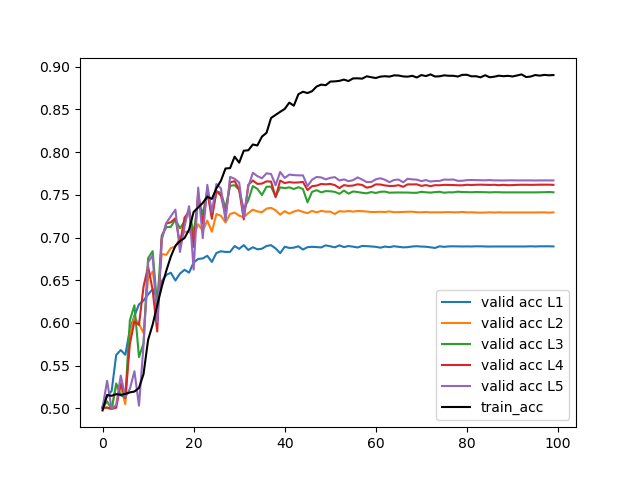 0.90
0.85
0.80
0.75
0.70
0.65
0.60
0.55
0.50
valid acc L1
valid acc L2
valid acc L3
valid acc L4
valid acc L5
train_acc
0 20 40 60 80 100